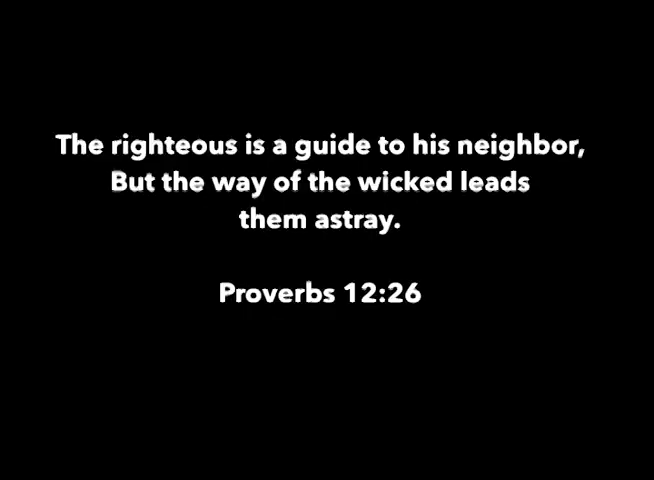 The righteous is a guide to his neighbor,
But the way of the wicked leads
them astray.
Proverbs 12:26